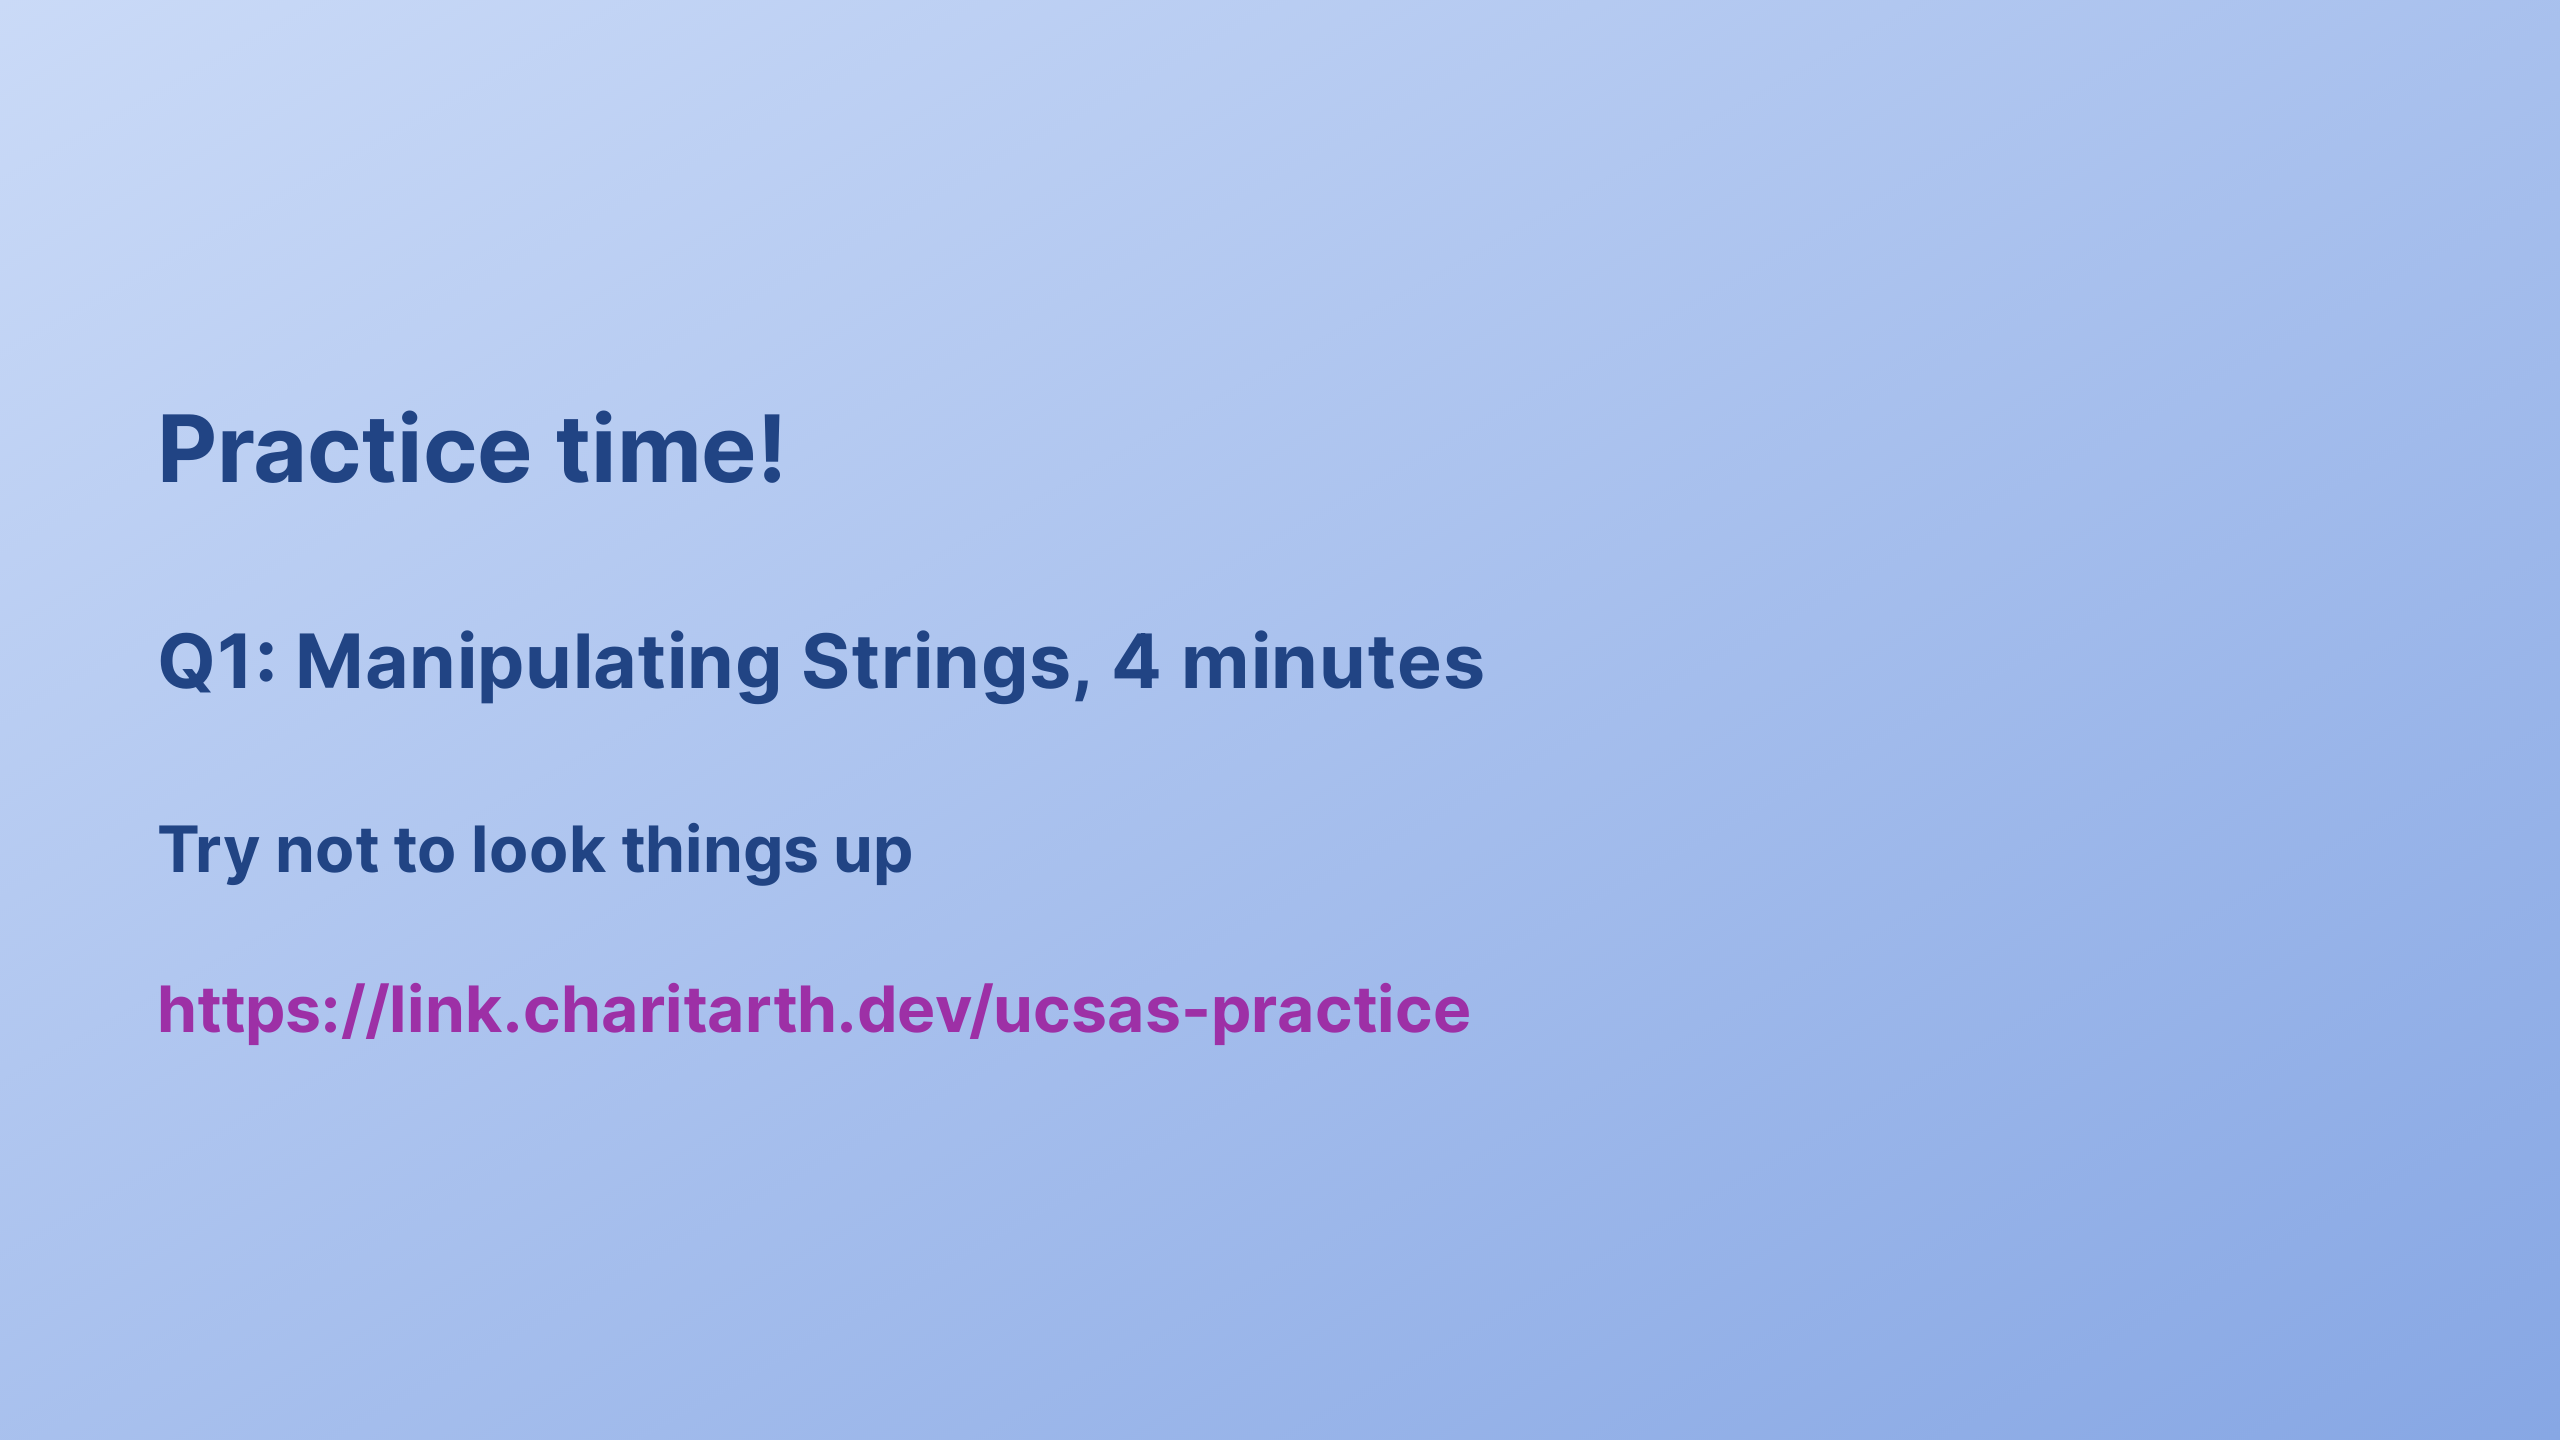 Practice time!
Q1: Manipulating Strings, 4 minutes
Try not to look things up
https://link.charitarth.dev/ucsas-practice